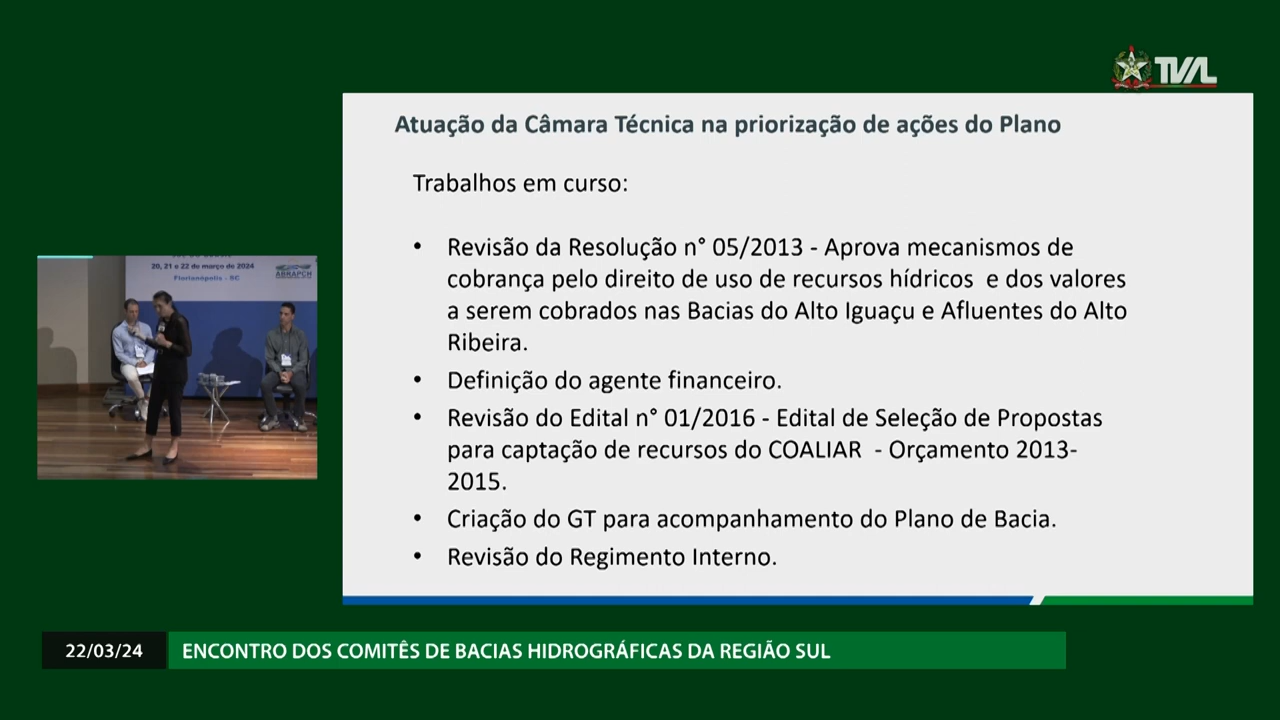 TVAL
Atuação da Câmara Técnica na priorização de ações do Plano
Trabalhos em curso:
• Revisão da Resolução n° 05/2013 - Aprova mecanismos de
cobrança pelo direito de uso de recursos hídricos e dos valores
a serem cobrados nas Bacias do Alto Iguaçu e Afluentes do Alto
Ribeira.
• Definição do agente financeiro.
• Revisão do Edital n° 01/2016 - Edital de Seleção de Propostas
para captação de recursos do COALIAR - Orçamento 2013-
2015.
• Criação do GT para acompanhamento do Plano de Bacia.
• Revisão do Regimento Interno.
20, 21 e 22 de março de 2024
Florianópolis - SC
ABRAPCH
22/03/24
ENCONTRO DOS COMITÊS DE BACIAS HIDROGRÁFICAS DA REGIÃO SUL